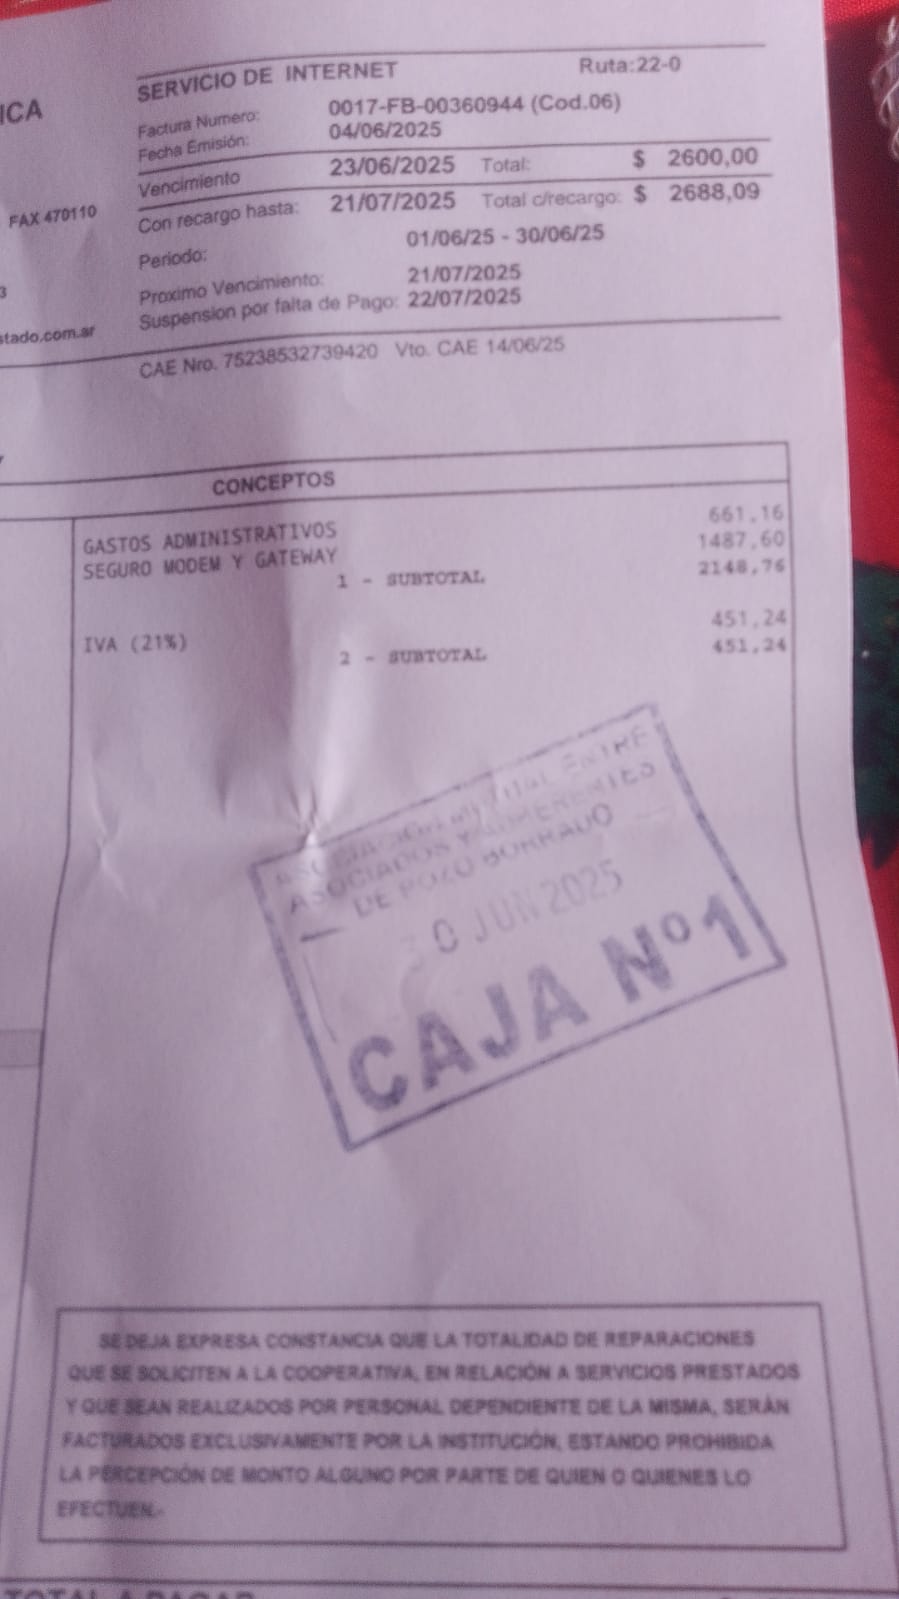 ICA
SERVICIO DE INTERNET Ruta:22-0
Factura Numero: 0017-FB-00360944 (Cod.06)
Fecha Emisión: 04/06/2025
Vencimiento 23/06/2025 Total: $ 2600,00
FAX 470110
Con recargo hasta: 21/07/2025 Total c/recargo: $ 2688,09
Periodo: 01/06/25 - 30/06/25
3
Proximo Vencimiento: 21/07/2025
Suspension por falta de Pago: 22/07/2025
stado.com.ar
CAE Nro. 75238532739420 Vto. CAE 14/06/25
CONCEPTOS
GASTOS ADMINISTRATIVOS 661,16
SEGURO MODEM Y GATEWAY 1487,60
1 - SUBTOTAL 2148,76
IVA (21%) 451,24
2 - SUBTOTAL 451,24
ENTRE
ASOCIADOS Y ADHERENTES
DE POZO BORRADO
0 JUN 2025
CAJA Nº1
SE DEJA EXPRESA CONSTANCIA QUE LA TOTALIDAD DE REPARACIONES
QUE SE SOLICITEN A LA COOPERATIVA, EN RELACIÓN A SERVICIOS PRESTADOS
Y QUE SEAN REALIZADOS POR PERSONAL DEPENDIENTE DE LA MISMA, SERÁN
FACTURADOS EXCLUSIVAMENTE POR LA INSTITUCIÓN, ESTANDO PROHIBIDA
LA PERCEPCIÓN DE MONTO ALGUNO POR PARTE DE QUIEN O QUIENES LO
EFECTUEN.-
TOTAL A PAGAR